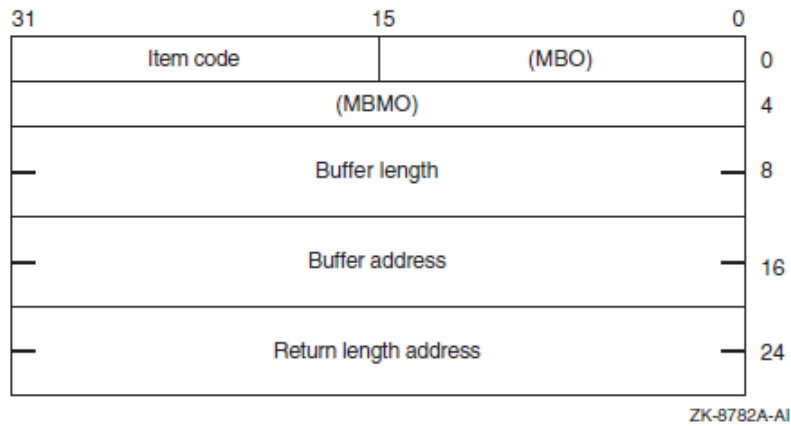 31 15 0
Item code (MBO) 0
(MBMO) 4
Buffer length 8
Buffer address 16
Return length address 24
ZK-8782A-AI